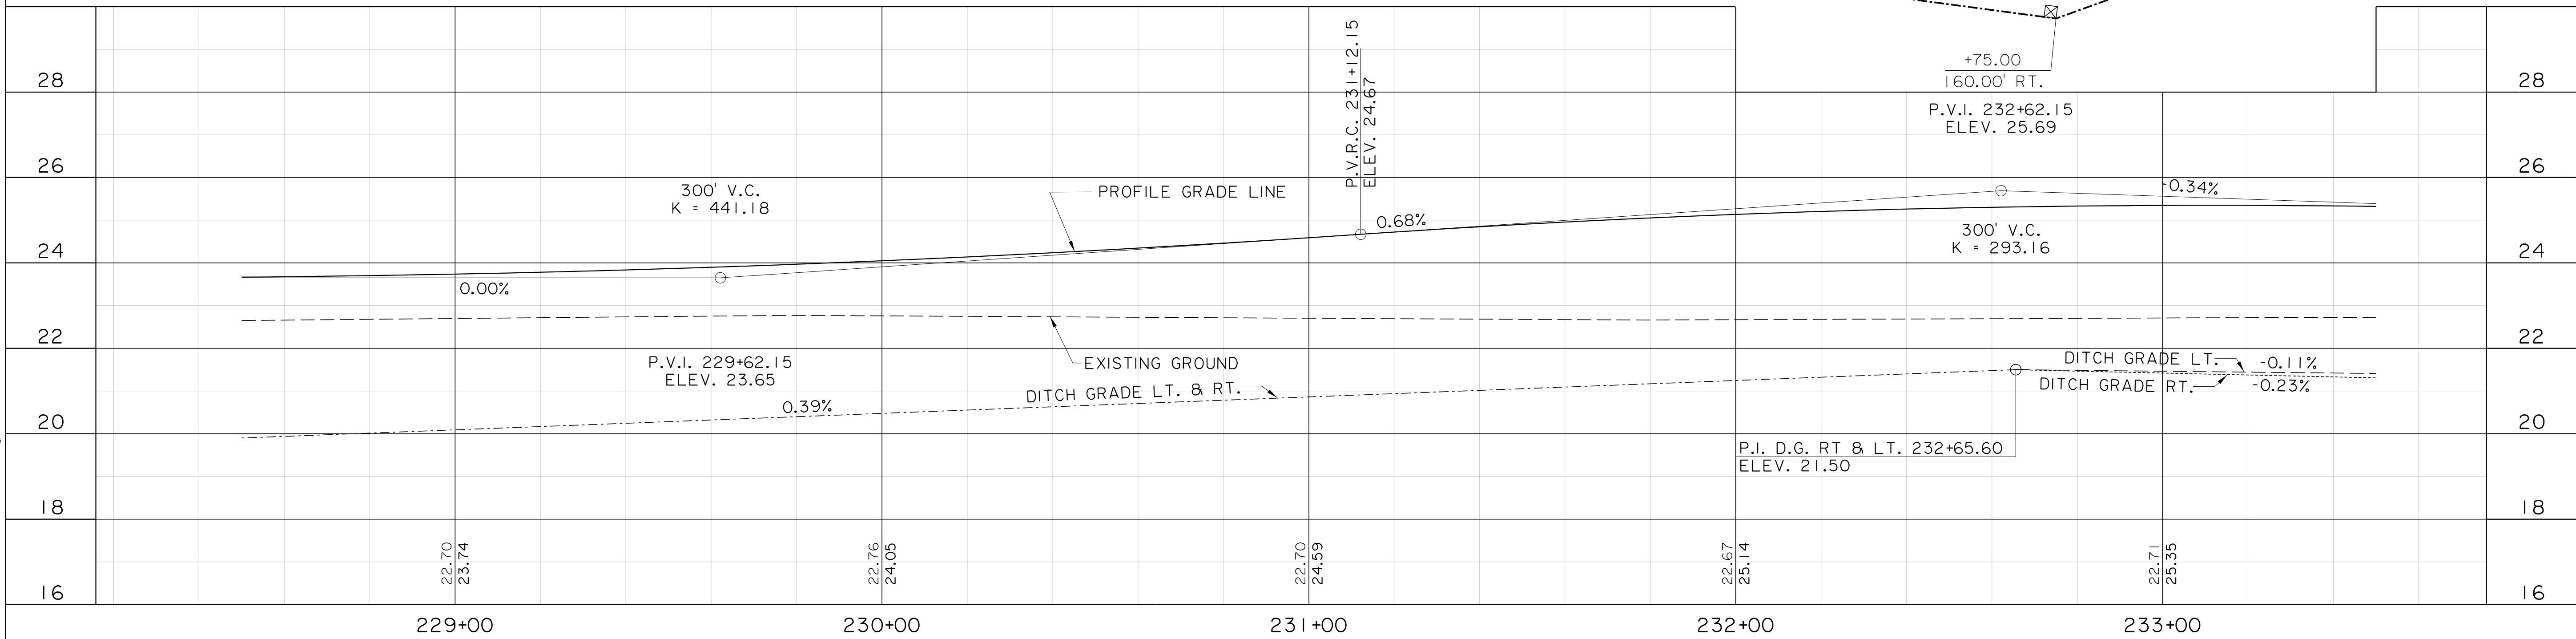 +75.00
160.00' RT.
28
28
P.V.R.C. 231+12.15
ELEV. 24.67
P.V.I. 232+62.15
ELEV. 25.69
26
26
300' V.C.
K = 441.18
PROFILE GRADE LINE
0.68%
-0.34%
300' V.C.
K = 293.16
24
24
0.00%
22
22
P.V.I. 229+62.15
ELEV. 23.65
EXISTING GROUND
DITCH GRADE LT. & RT.
0.39%
DITCH GRADE LT.
-0.11%
DITCH GRADE RT.
-0.23%
20
20
P.I. D.G. RT & LT. 232+65.60
ELEV. 21.50
18
18
22.70
23.74
22.76
24.05
22.70
24.59
22.67
25.14
22.71
25.35
16
16
229+00
230+00
231+00
232+00
233+00